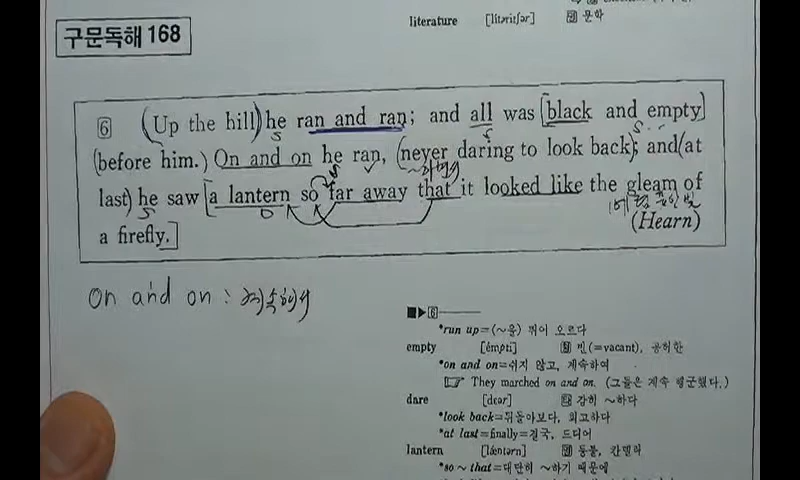 literature [lítəritʃər] 명 문학
구문독해 168
6 (Up the hill) he ran and ran; and all was [black and empty]
S S
(before him.) On and on he ran, (never daring to look back); and (at
last) he saw [a lantern so far away that it looked like the gleam of
S O
a firefly.] (Hearn)
on and on : 계속해서
■▶6
*run up=(~을) 뛰어 오르다
empty [émpti] 형 빈(=vacant), 공허한
*on and on=쉬지 않고, 계속하여
☞ They marched on and on. (그들은 계속 행군했다.)
dare [dɛər] 조 감히 ~하다
*look back=뒤돌아보다, 회고하다
*at last=finally=결국, 드디어
lantern [lǽntərn] 명 등불, 칸델라
*so ~ that=대단히 ~하기 때문에